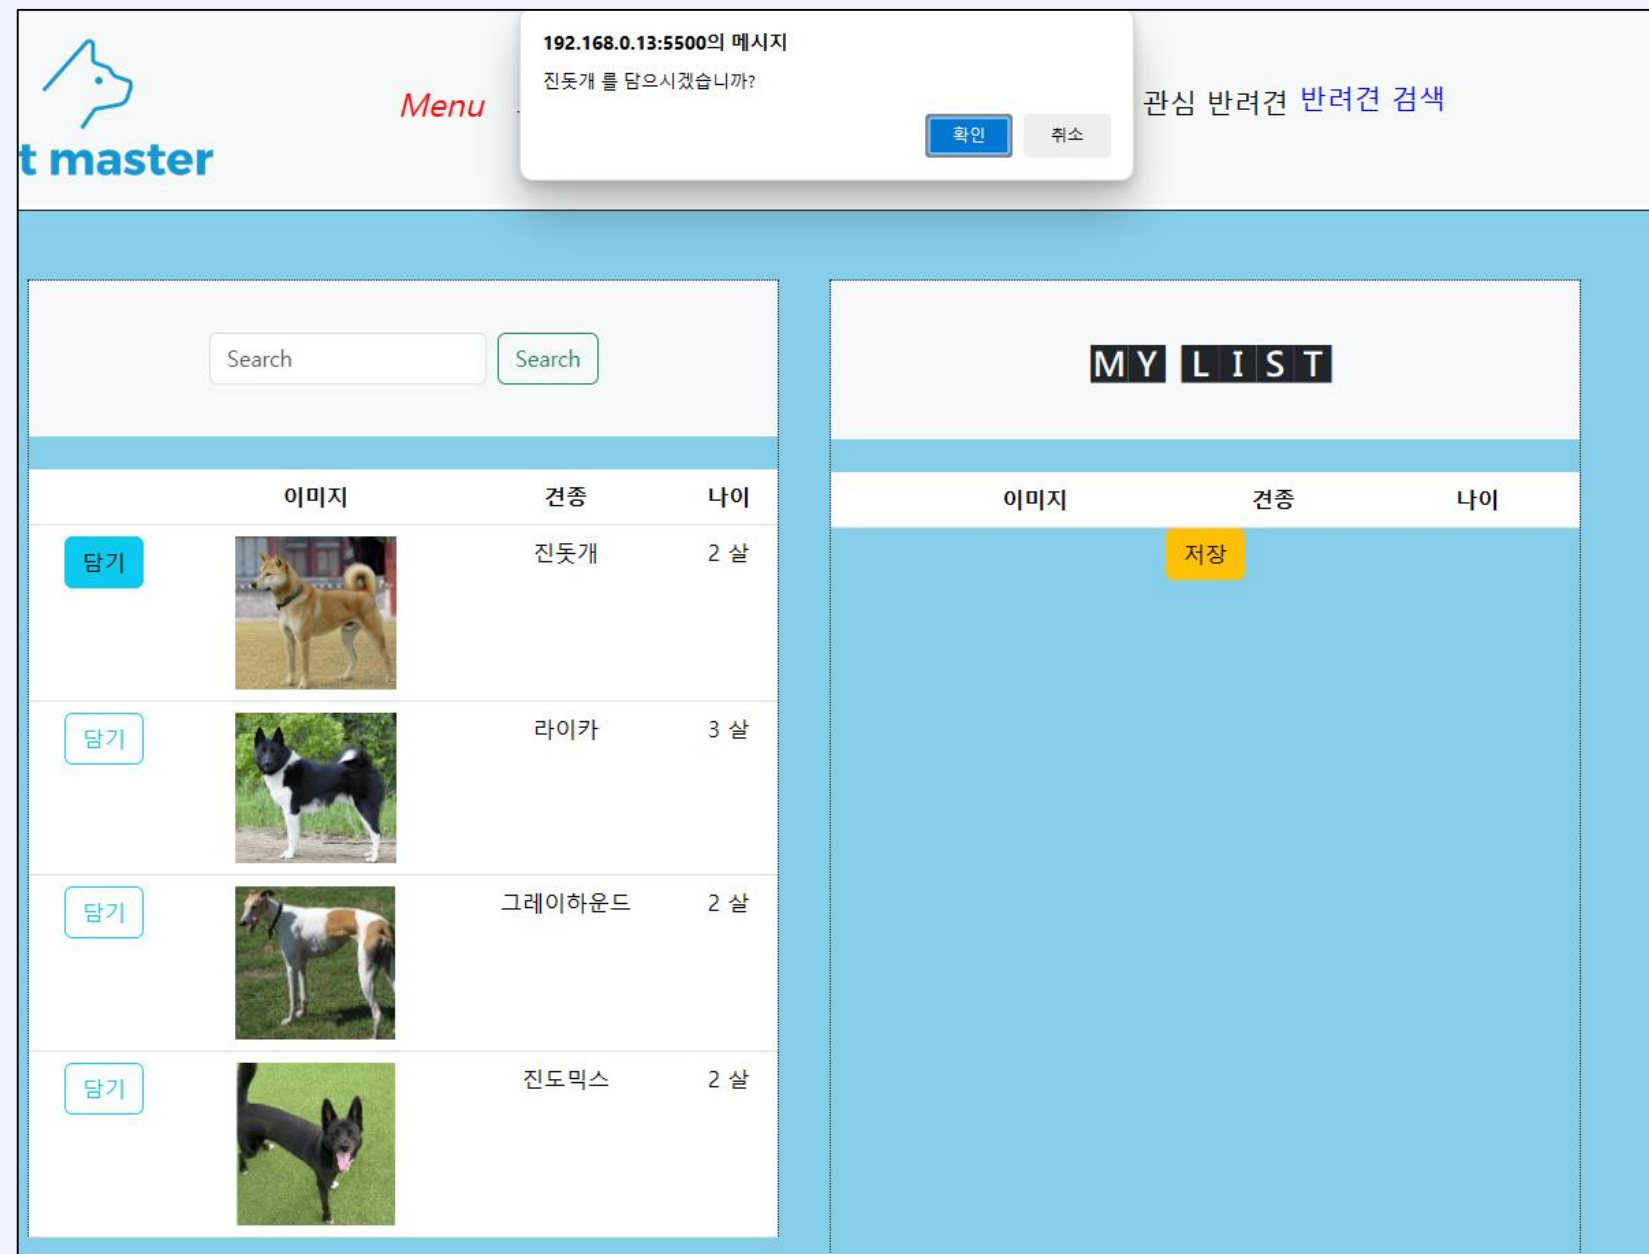 192.168.0.13:5500의 메시지
진돗개 를 담으시겠습니까?
확인 취소
t master
Menu
관심 반려견 반려견 검색
Search Search
MY LIST
이미지 견종 나이
담기 진돗개 2 살
담기 라이카 3 살
담기 그레이하운드 2 살
담기 진도믹스 2 살
이미지 견종 나이
저장